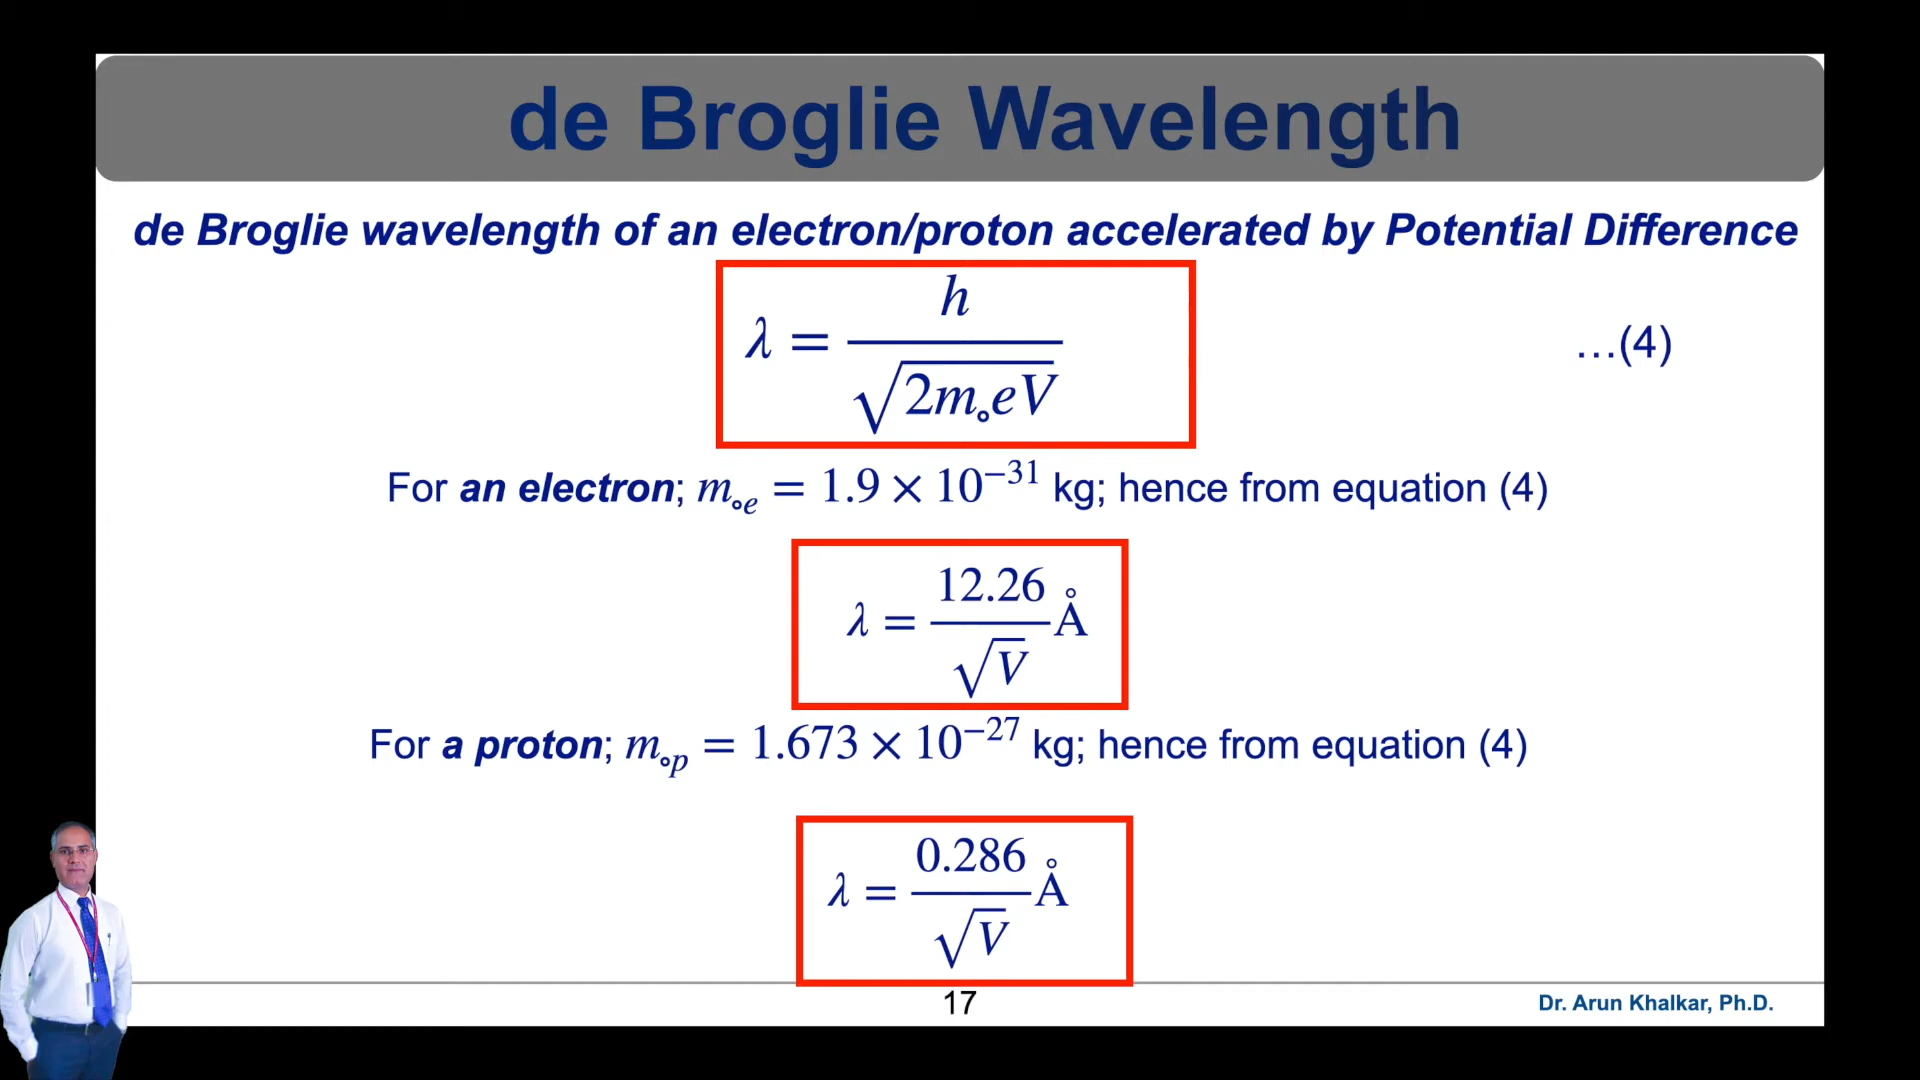 de Broglie Wavelength
de Broglie wavelength of an electron/proton accelerated by Potential Difference
λ = h / √(2m∘eV) …(4)
For an electron; m∘e = 1.9 × 10⁻³¹ kg; hence from equation (4)
λ = 12.26 / √V Å
For a proton; m∘p = 1.673 × 10⁻²⁷ kg; hence from equation (4)
λ = 0.286 / √V Å
17
Dr. Arun Khalkar, Ph.D.